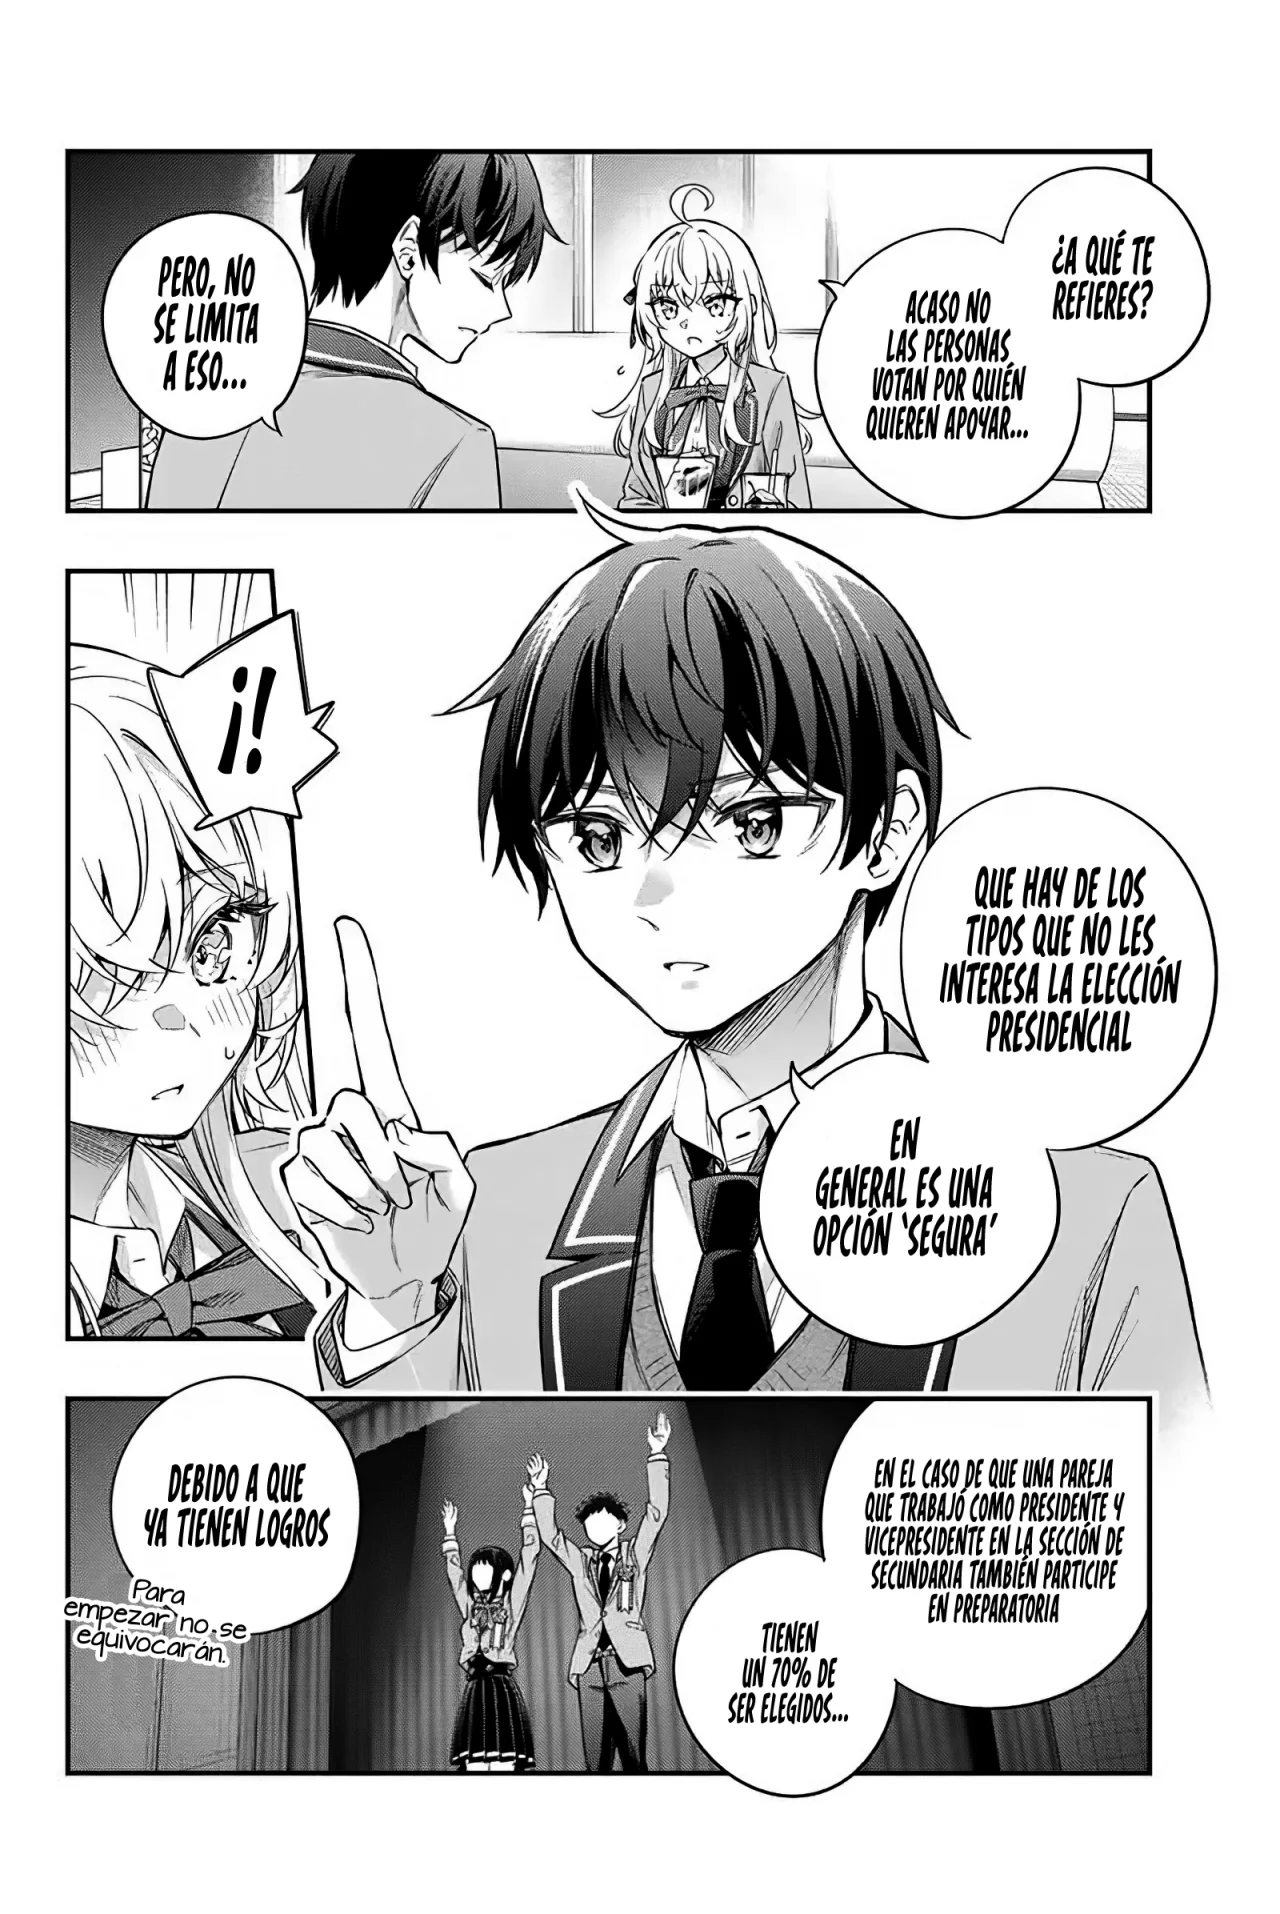 ¿A QUÉ TE
REFIERES?
ACASO NO
LAS PERSONAS
VOTAN POR QUIÉN
QUIEREN APOYAR...
PERO, NO
SE LIMITA
A ESO...
¡!
QUE HAY DE LOS
TIPOS QUE NO LES
INTERESA LA ELECCIÓN
PRESIDENCIAL
EN
GENERAL ES UNA
OPCIÓN 'SEGURA'
EN EL CASO DE QUE UNA PAREJA
QUE TRABAJÓ COMO PRESIDENTE Y
VICEPRESIDENTE EN LA SECCIÓN DE
SECUNDARIA TAMBIÉN PARTICIPE
EN PREPARATORIA
TIENEN
UN 70% DE
SER ELEGIDOS...
DEBIDO A QUE
YA TIENEN LOGROS
Para
empezar no se
equivocarán.